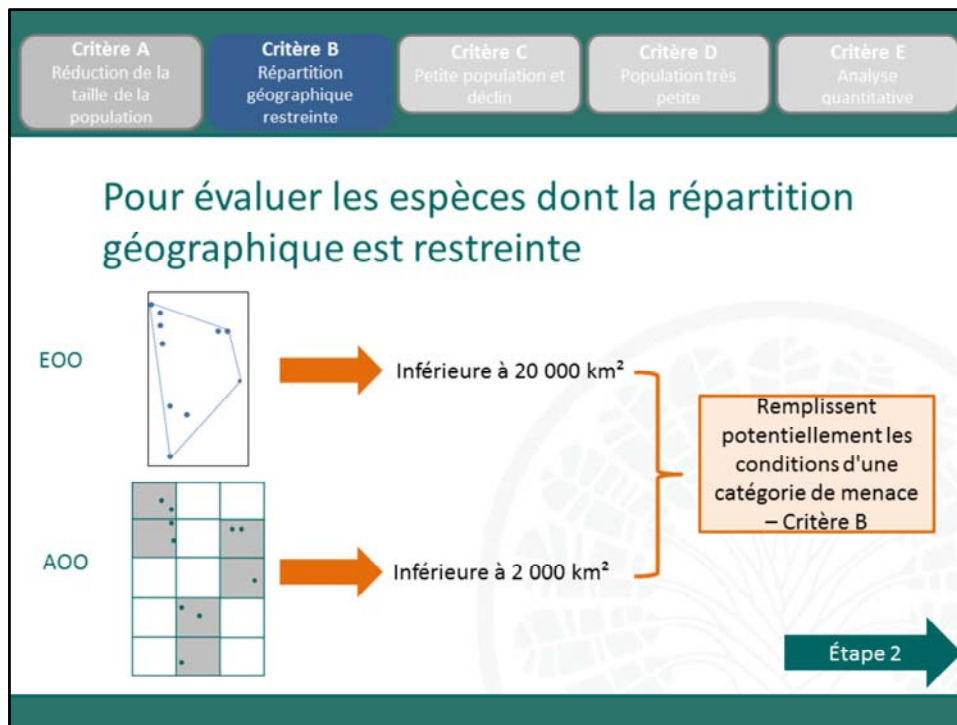 Critère A
Réduction de la
taille de la
population
Critère B
Répartition
géographique
restreinte
Critère C
Petite population et
déclin
Critère D
Population très
petite
Critère E
Analyse
quantitative
Pour évaluer les espèces dont la répartition
géographique est restreinte
EOO
Inférieure à 20 000 km²
Remplissent
potentiellement les
conditions d'une
catégorie de menace
– Critère B
AOO
Inférieure à 2 000 km²
Étape 2